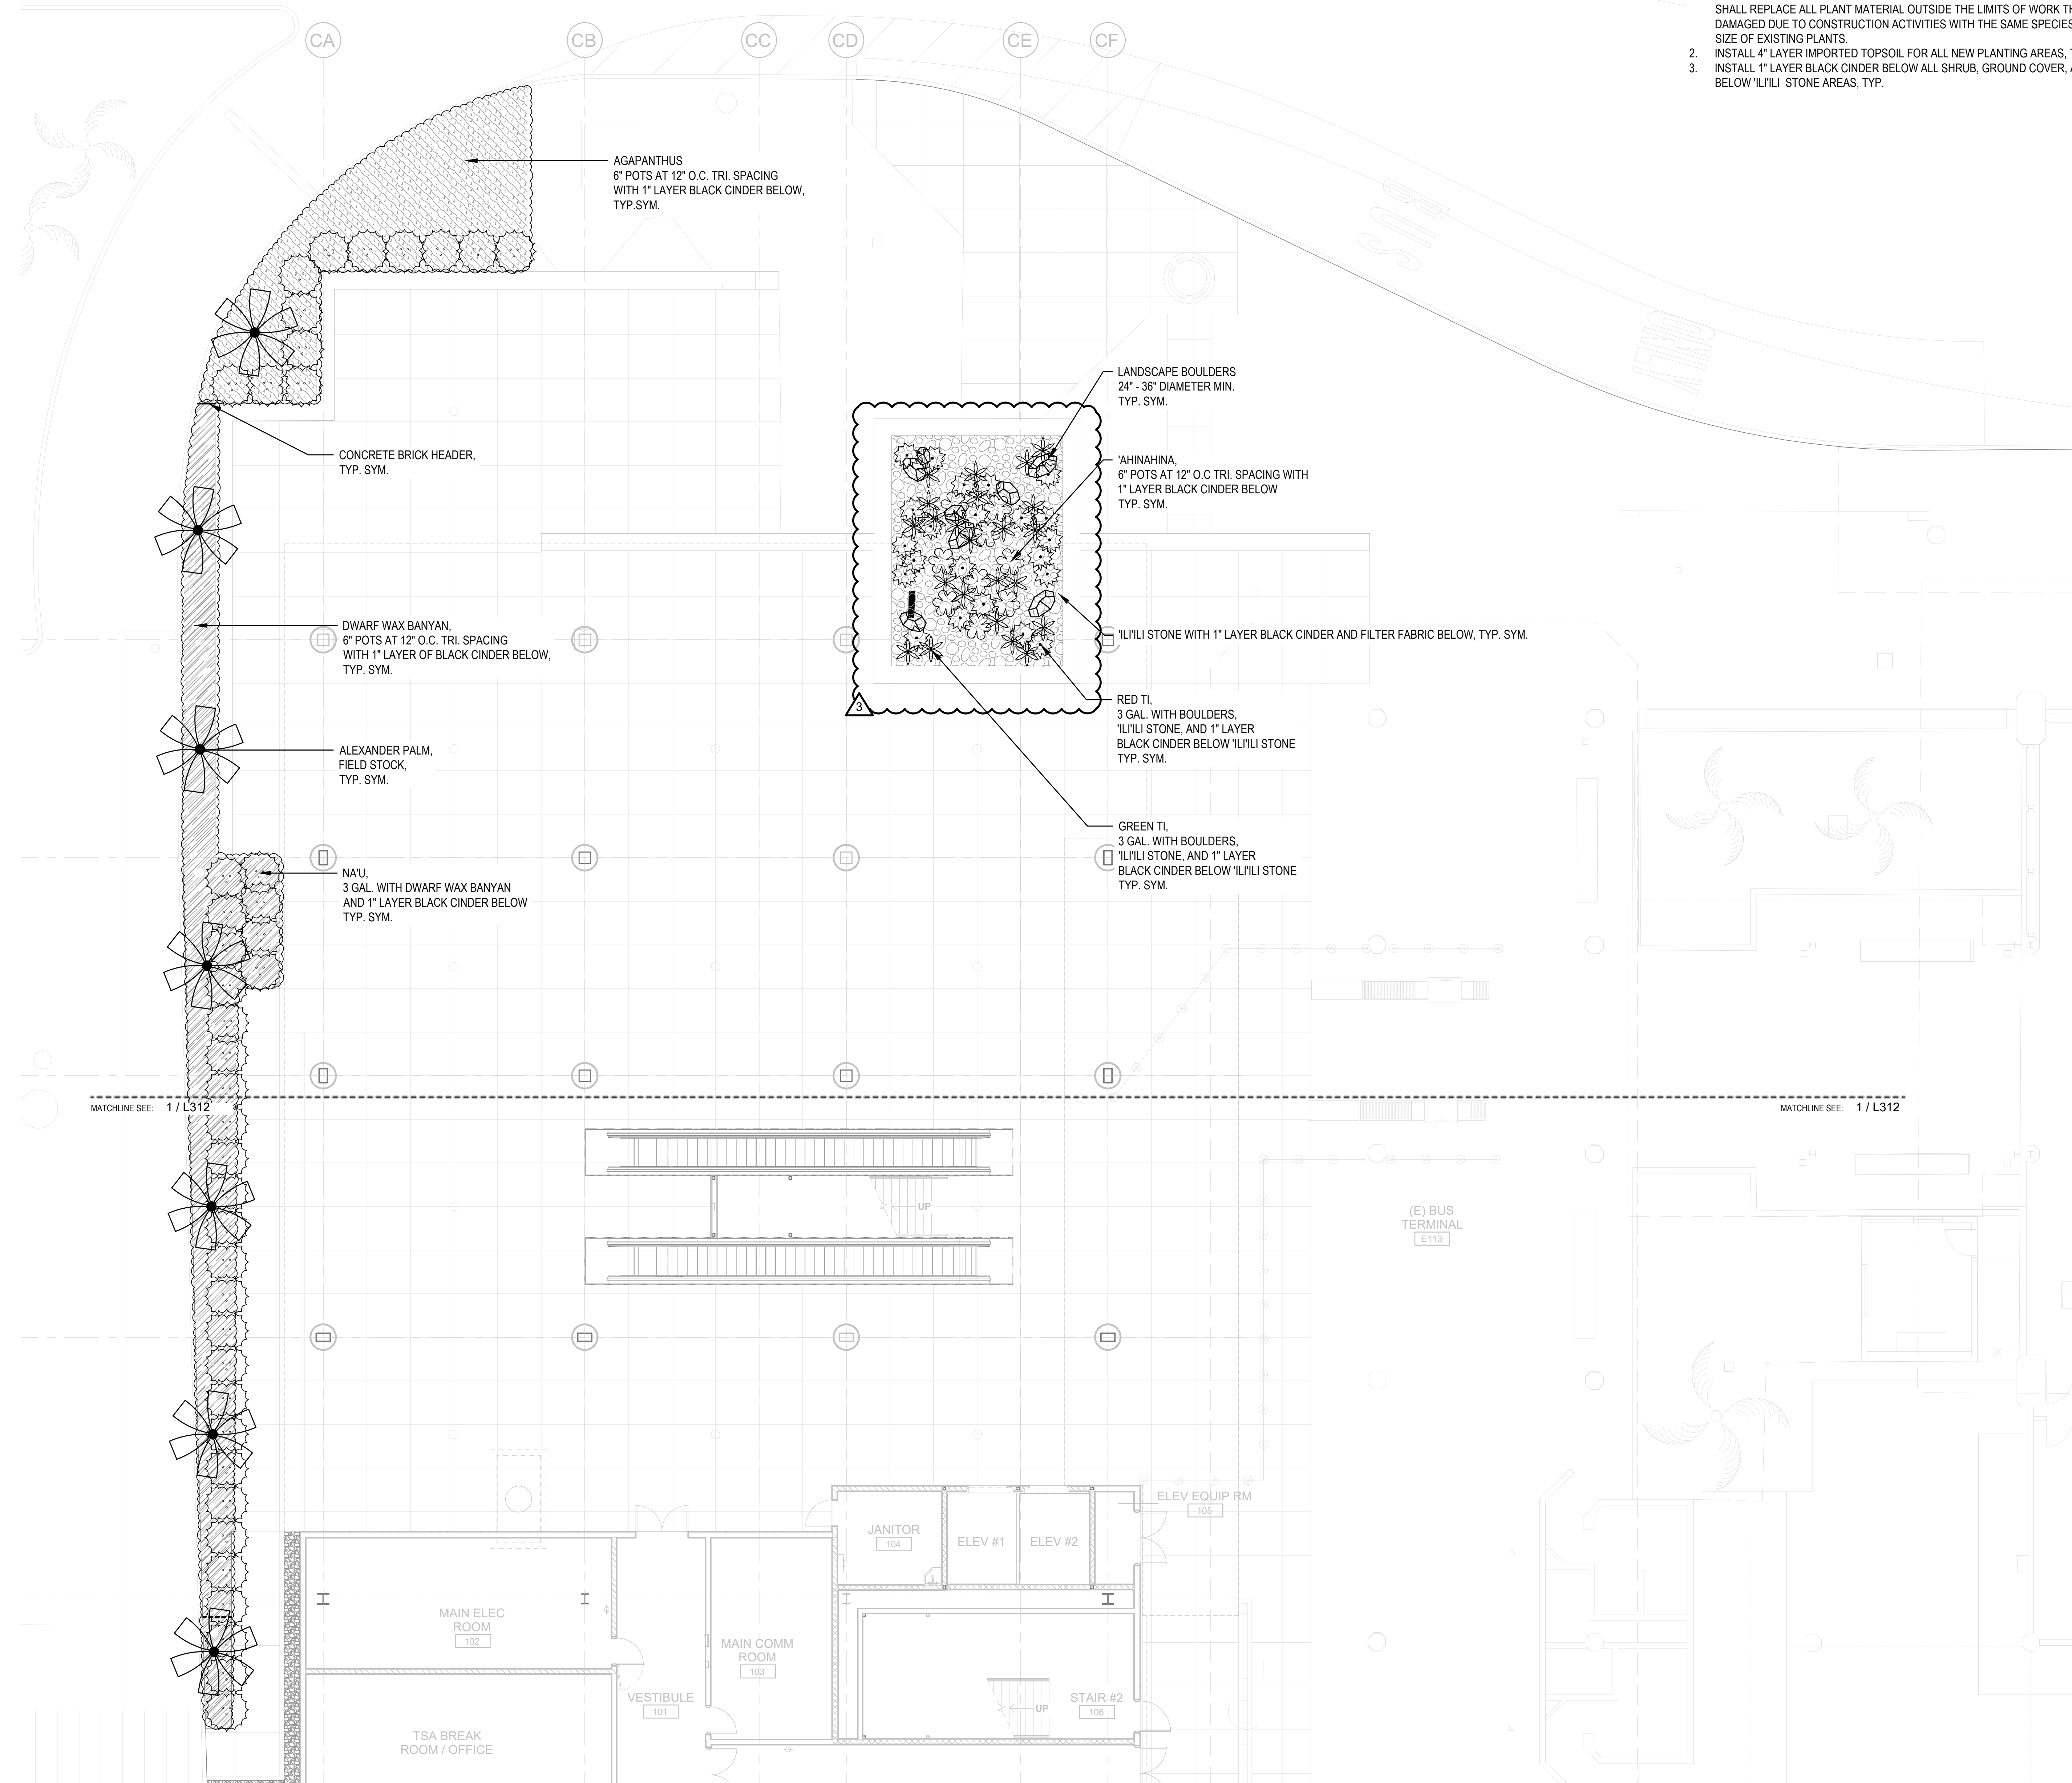 SHALL REPLACE ALL PLANT MATERIAL OUTSIDE THE LIMITS OF WORK
DAMAGED DUE TO CONSTRUCTION ACTIVITIES WITH THE SAME SPECIES
SIZE OF EXISTING PLANTS.
2. INSTALL 4" LAYER IMPORTED TOPSOIL FOR ALL NEW PLANTING AREAS,
3. INSTALL 1" LAYER BLACK CINDER BELOW ALL SHRUB, GROUND COVER,
BELOW 'ILI'ILI STONE AREAS, TYP.
CA
CB
CC
CD
CE
CF
AGAPANTHUS
6" POTS AT 12" O.C. TRI. SPACING
WITH 1" LAYER BLACK CINDER BELOW,
TYP.SYM.
BUS
ONLY
LANDSCAPE BOULDERS
24" - 36" DIAMETER MIN.
TYP. SYM.
CONCRETE BRICK HEADER,
TYP. SYM.
'AHINAHINA,
6" POTS AT 12" O.C TRI. SPACING WITH
1" LAYER BLACK CINDER BELOW
TYP. SYM.
DWARF WAX BANYAN,
6" POTS AT 12" O.C. TRI. SPACING
WITH 1" LAYER OF BLACK CINDER BELOW,
TYP. SYM.
'ILI'ILI STONE WITH 1" LAYER BLACK CINDER AND FILTER FABRIC BELOW, TYP. SYM.
3
RED TI,
3 GAL. WITH BOULDERS,
'ILI'ILI STONE, AND 1" LAYER
BLACK CINDER BELOW 'ILI'ILI STONE
TYP. SYM.
ALEXANDER PALM,
FIELD STOCK,
TYP. SYM.
GREEN TI,
3 GAL. WITH BOULDERS,
'ILI'ILI STONE, AND 1" LAYER
BLACK CINDER BELOW 'ILI'ILI STONE
TYP. SYM.
NA'U,
3 GAL. WITH DWARF WAX BANYAN
AND 1" LAYER BLACK CINDER BELOW
TYP. SYM.
MATCHLINE SEE: 1 / L312
MATCHLINE SEE: 1 / L312
UP
(E) BUS
TERMINAL
E113
ELEV EQUIP RM
105
JANITOR
104
ELEV #1
ELEV #2
MAIN ELEC
ROOM
102
MAIN COMM
ROOM
103
VESTIBULE
101
STAIR #2
106
UP
TSA BREAK
ROOM / OFFICE